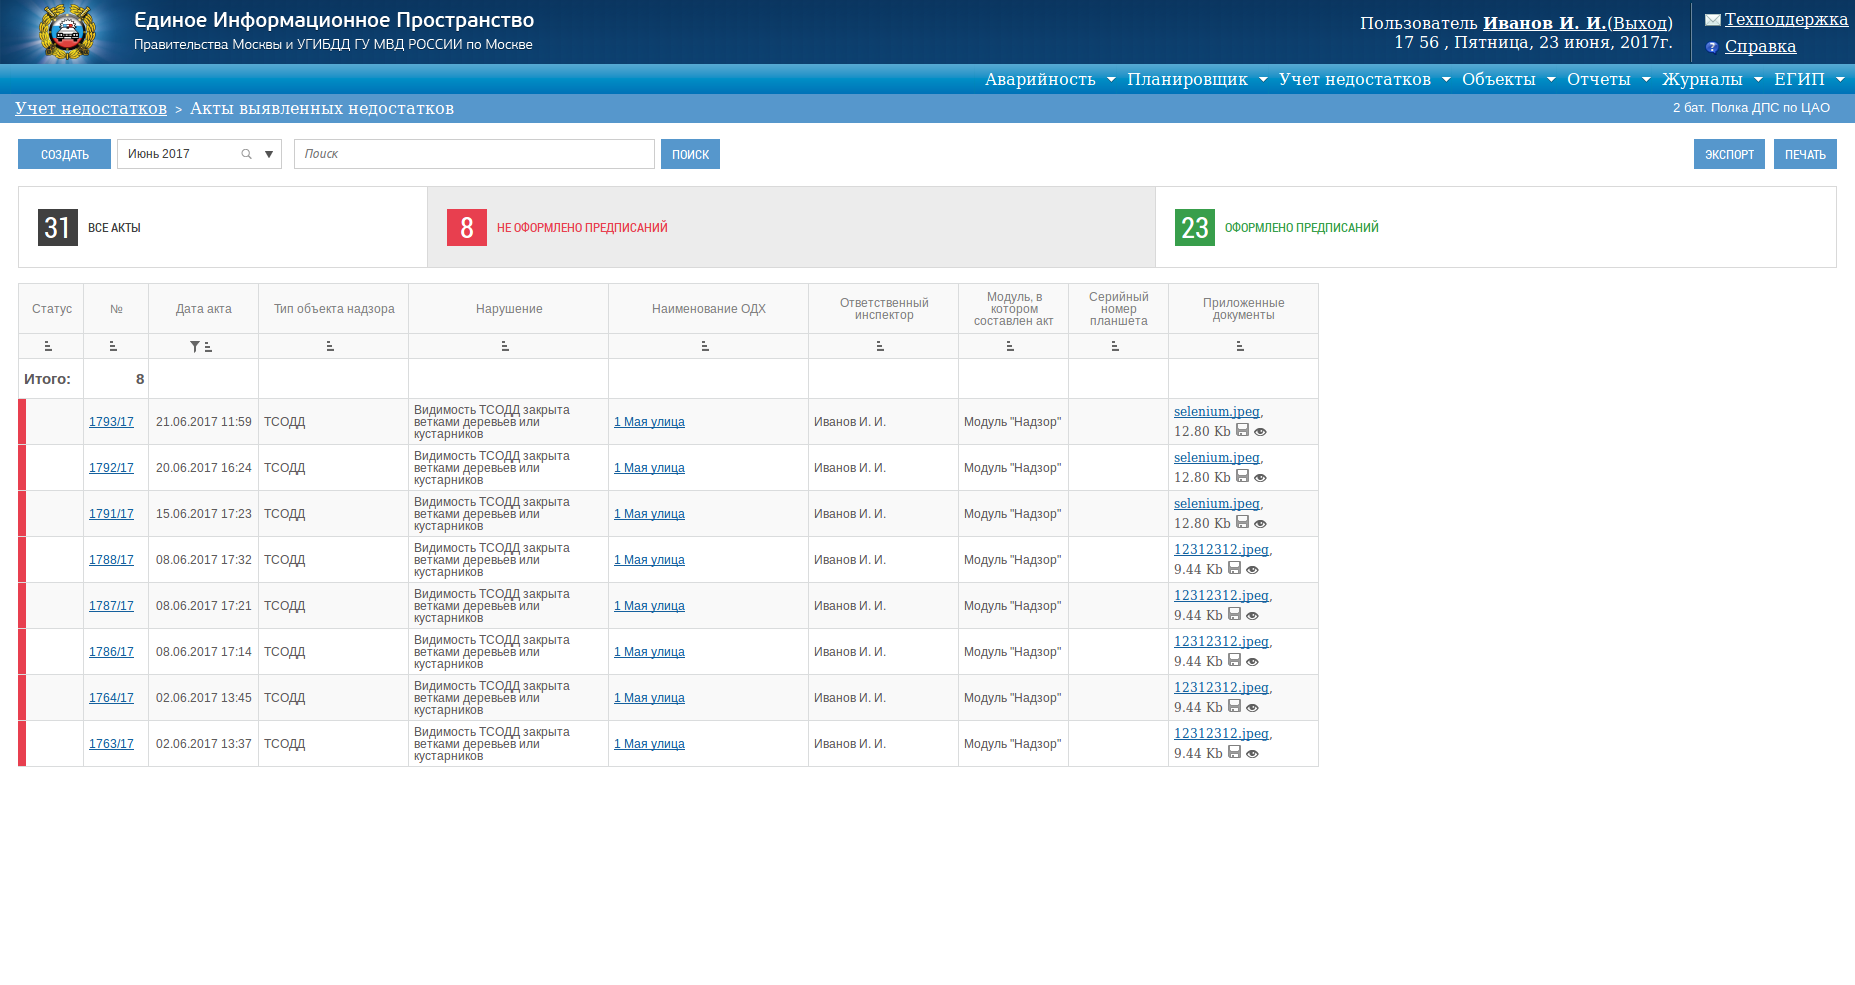 Единое Информационное Пространство
Правительства Москвы и УГИБДД ГУ МВД РОССИИ по Москве
Пользователь Иванов И. И.(Выход)
17 56 , Пятница, 23 июня, 2017г.
Техподдержка
Справка
Аварийность Планировщик Учет недостатков Объекты Отчеты Журналы ЕГИП
Учет недостатков > Акты выявленных недостатков
2 бат. Полка ДПС по ЦАО
СОЗДАТЬ Июнь 2017 Поиск ПОИСК ЭКСПОРТ ПЕЧАТЬ
31 ВСЕ АКТЫ
8 НЕ ОФОРМЛЕНО ПРЕДПИСАНИЙ
23 ОФОРМЛЕНО ПРЕДПИСАНИЙ
Статус
№
Дата акта
Тип объекта надзора
Нарушение
Наименование ОДХ
Ответственный
инспектор
Модуль, в
котором
составлен акт
Серийный
номер
планшета
Приложенные
документы
Итого: 8
1793/17 21.06.2017 11:59 ТСОДД
Видимость ТСОДД закрыта
ветками деревьев или
кустарников
1 Мая улица Иванов И. И. Модуль "Надзор"
selenium.jpeg,
12.80 Kb
1792/17 20.06.2017 16:24 ТСОДД
Видимость ТСОДД закрыта
ветками деревьев или
кустарников
1 Мая улица Иванов И. И. Модуль "Надзор"
selenium.jpeg,
12.80 Kb
1791/17 15.06.2017 17:23 ТСОДД
Видимость ТСОДД закрыта
ветками деревьев или
кустарников
1 Мая улица Иванов И. И. Модуль "Надзор"
selenium.jpeg,
12.80 Kb
1788/17 08.06.2017 17:32 ТСОДД
Видимость ТСОДД закрыта
ветками деревьев или
кустарников
1 Мая улица Иванов И. И. Модуль "Надзор"
12312312.jpeg,
9.44 Kb
1787/17 08.06.2017 17:21 ТСОДД
Видимость ТСОДД закрыта
ветками деревьев или
кустарников
1 Мая улица Иванов И. И. Модуль "Надзор"
12312312.jpeg,
9.44 Kb
1786/17 08.06.2017 17:14 ТСОДД
Видимость ТСОДД закрыта
ветками деревьев или
кустарников
1 Мая улица Иванов И. И. Модуль "Надзор"
12312312.jpeg,
9.44 Kb
1764/17 02.06.2017 13:45 ТСОДД
Видимость ТСОДД закрыта
ветками деревьев или
кустарников
1 Мая улица Иванов И. И. Модуль "Надзор"
12312312.jpeg,
9.44 Kb
1763/17 02.06.2017 13:37 ТСОДД
Видимость ТСОДД закрыта
ветками деревьев или
кустарников
1 Мая улица Иванов И. И. Модуль "Надзор"
12312312.jpeg,
9.44 Kb